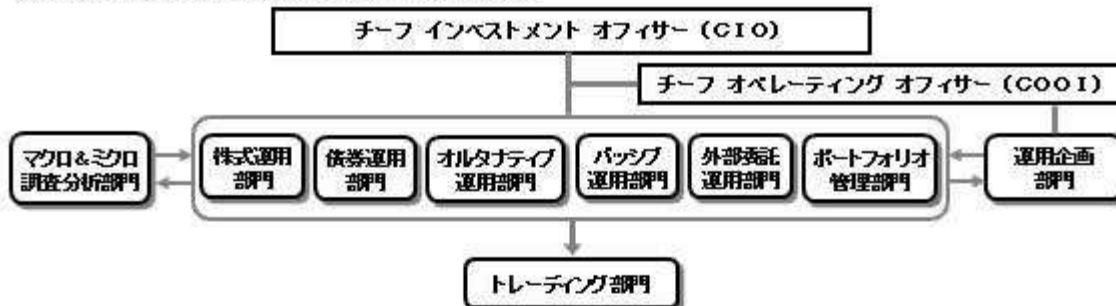 チーフ インベストメント オフィサー (CIO)
チーフ オペレーティング オフィサー (COOI)
マクロ&ミクロ
調査分析部門
株式運用
部門
債券運用
部門
オルタナティブ
運用部門
パッシブ
運用部門
外部委託
運用部門
ポートフォリオ
管理部門
運用企画
部門
トレーディング部門